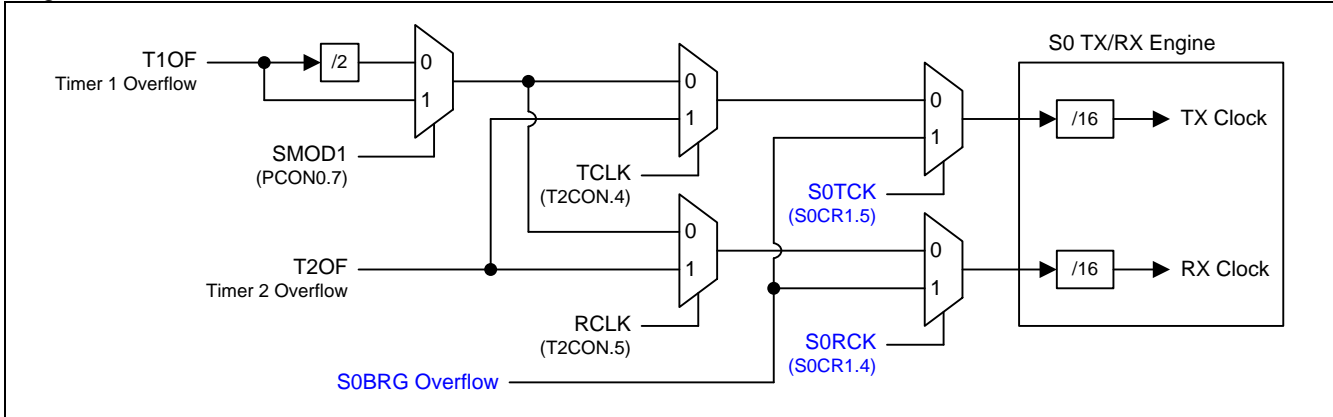 S0 TX/RX Engine
T1OF
Timer 1 Overflow
/2
0
1
SMOD1
(PCON0.7)
0
1
TCLK
(T2CON.4)
0
1
S0TCK
(S0CR1.5)
/16
TX Clock
T2OF
Timer 2 Overflow
0
1
RCLK
(T2CON.5)
0
1
S0RCK
(S0CR1.4)
/16
RX Clock
S0BRG Overflow